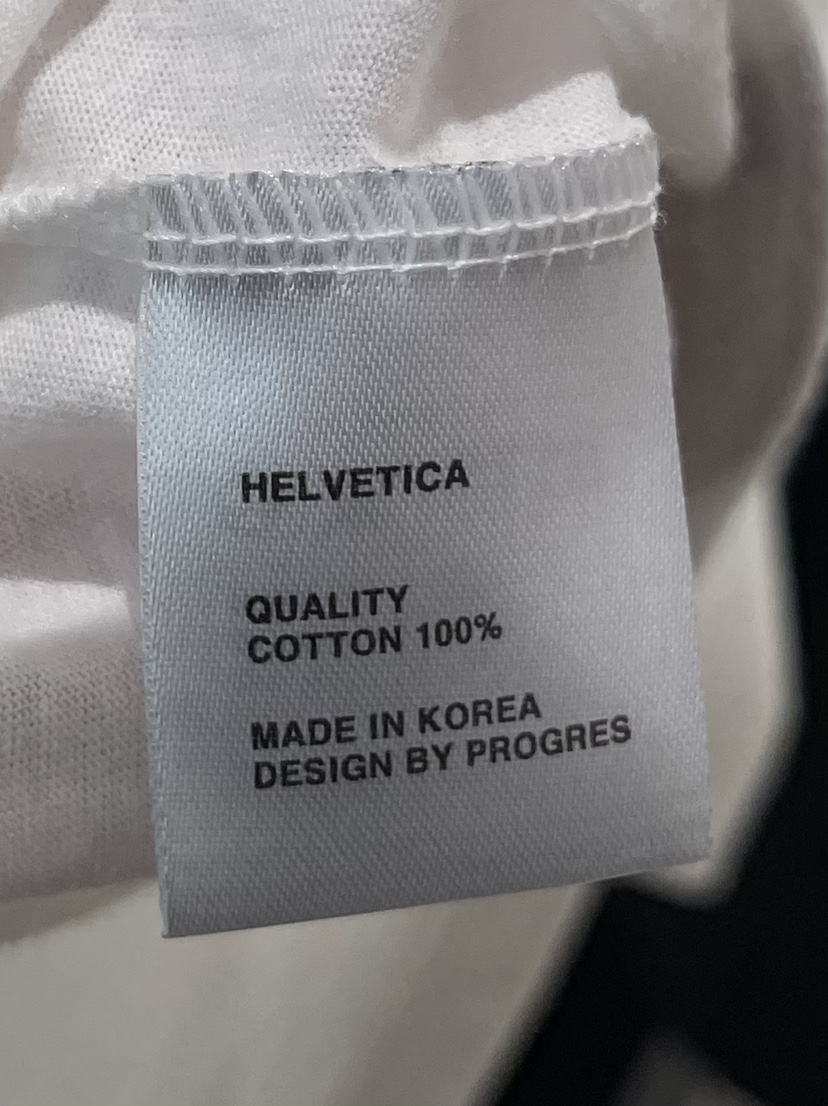 HELVETICA
QUALITY
COTTON 100%
MADE IN KOREA
DESIGN BY PROGRES